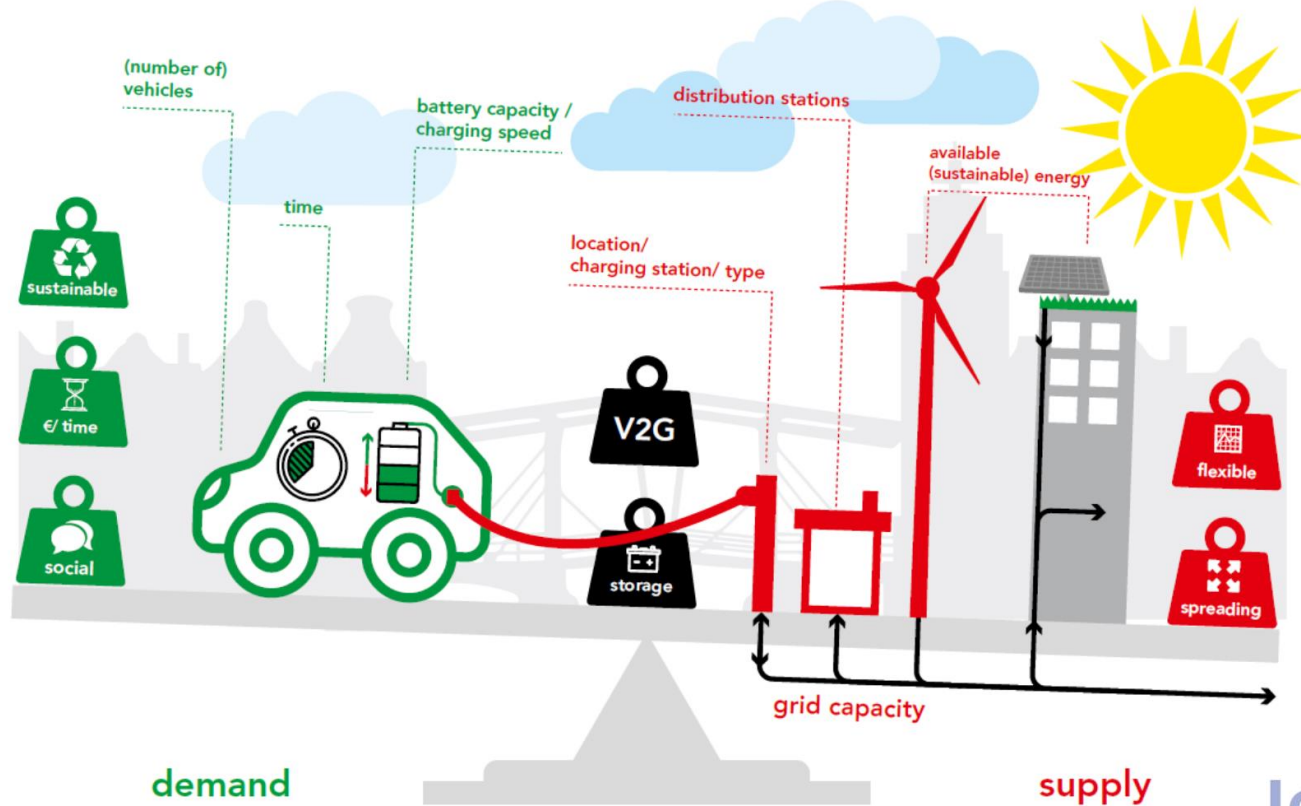 (number of)
vehicles
battery capacity /
charging speed
time
distribution stations
available
(sustainable) energy
location/
charging station/ type
sustainable
€/ time
social
V2G
storage
flexible
spreading
grid capacity
demand
supply